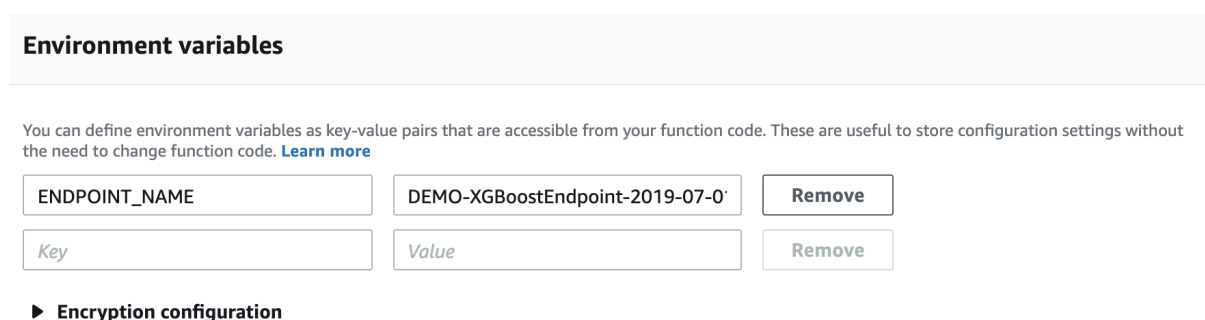 Environment variables
You can define environment variables as key-value pairs that are accessible from your function code. These are useful to store configuration settings without
the need to change function code. Learn more
ENDPOINT_NAME DEMO-XGBoostEndpoint-2019-07-0 Remove
Key Value Remove
Encryption configuration